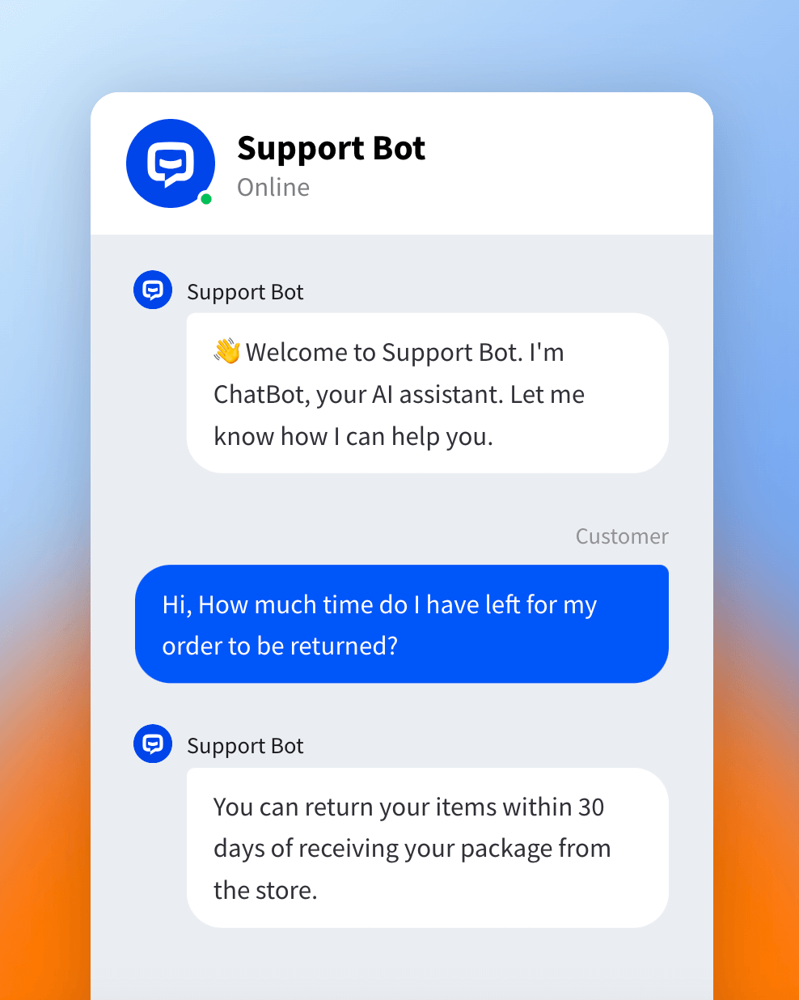 Support Bot
Online
Support Bot
👋 Welcome to Support Bot. I'm
ChatBot, your AI assistant. Let me
know how I can help you.
Customer
Hi, How much time do I have left for my
order to be returned?
Support Bot
You can return your items within 30
days of receiving your package from
the store.